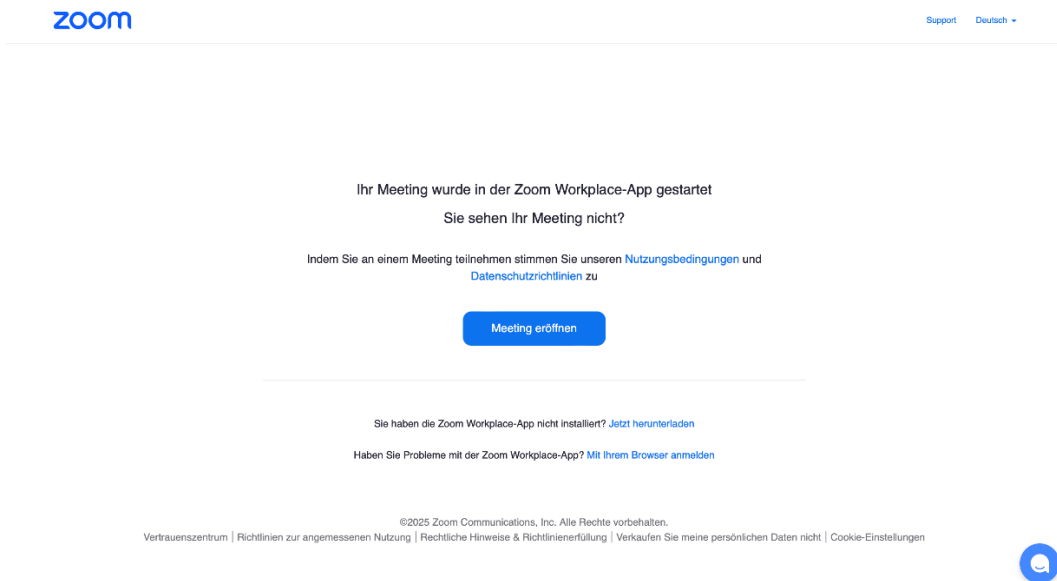 zoom
Support Deutsch
Ihr Meeting wurde in der Zoom Workplace-App gestartet
Sie sehen Ihr Meeting nicht?
Indem Sie an einem Meeting teilnehmen stimmen Sie unseren Nutzungsbedingungen und
Datenschutzrichtlinien zu
Meeting eröffnen
Sie haben die Zoom Workplace-App nicht installiert? Jetzt herunterladen
Haben Sie Probleme mit der Zoom Workplace-App? Mit Ihrem Browser anmelden
©2025 Zoom Communications, Inc. Alle Rechte vorbehalten.
Vertrauenszentrum | Richtlinien zur angemessenen Nutzung | Rechtliche Hinweise & Richtlinienerfüllung | Verkaufen Sie meine persönlichen Daten nicht | Cookie-Einstellungen